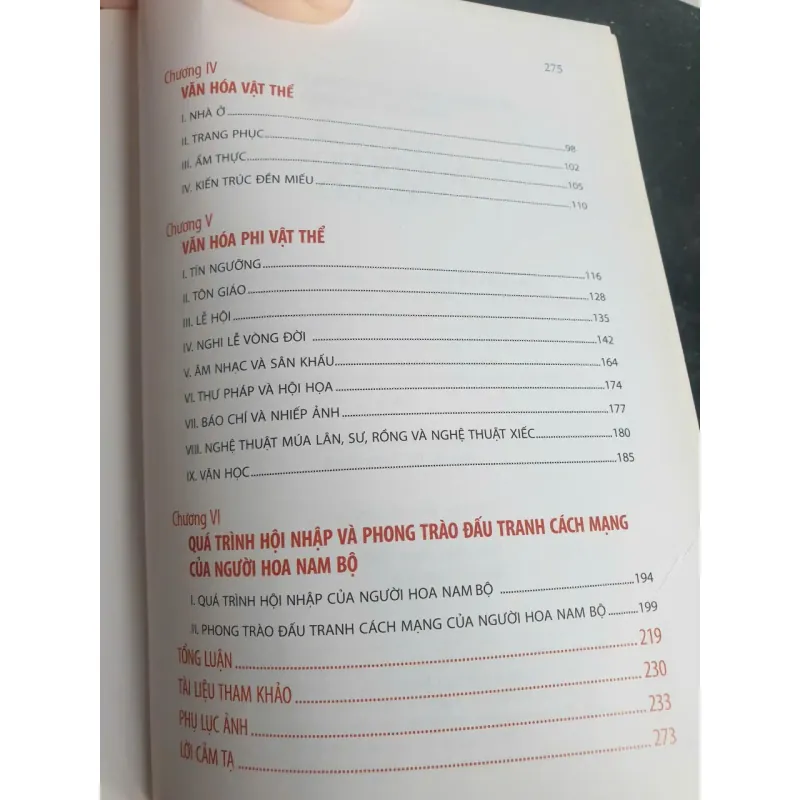 275
Chương IV
VĂN HÓA VẬT THỂ
I. NHÀ Ở........98
II. TRANG PHỤC........102
III. ẨM THỰC........105
IV. KIẾN TRÚC ĐỀN MIẾU........110
Chương V
VĂN HÓA PHI VẬT THỂ
I. TÍN NGƯỠNG........116
II. TÔN GIÁO........128
III. LỄ HỘI........135
IV. NGHI LỄ VÒNG ĐỜI ........142
V. ÂM NHẠC VÀ SÂN KHẤU........164
VI. THƯ PHÁP VÀ HỘI HỌA........174
VII. BÁO CHÍ VÀ NHIẾP ẢNH........177
VIII. NGHỆ THUẬT MÚA LÂN, SƯ, RỒNG VÀ NGHỆ THUẬT XIẾC........180
IX. VĂN HỌC........185
Chương VI
QUÁ TRÌNH HỘI NHẬP VÀ PHONG TRÀO ĐẤU TRANH CÁCH MẠNG
CỦA NGƯỜI HOA NAM BỘ
I. QUÁ TRÌNH HỘI NHẬP CỦA NGƯỜI HOA NAM BỘ ........194
II. PHONG TRÀO ĐẤU TRANH CÁCH MẠNG CỦA NGƯỜI HOA NAM BỘ........199
TỔNG LUẬN........219
TÀI LIỆU THAM KHẢO........230
PHỤ LỤC ẢNH........233
LỜI CẢM TẠ........273